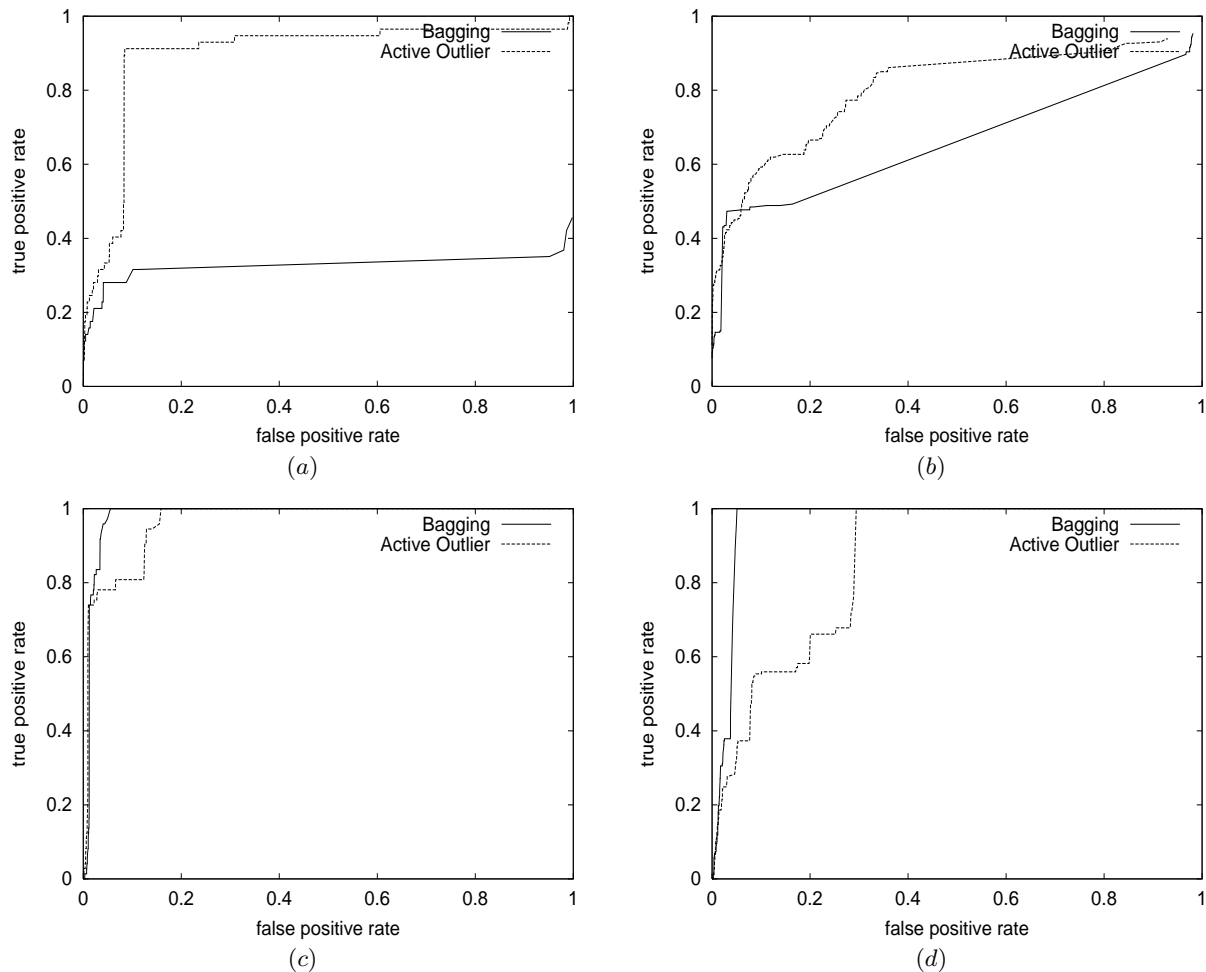 1
0.8
0.6
0.4
0.2
0
0 0.2 0.4 0.6 0.8 1
true positive rate
false positive rate
Bagging
Active Outlier
(a)
1
0.8
0.6
0.4
0.2
0
0 0.2 0.4 0.6 0.8 1
true positive rate
false positive rate
Bagging
Active Outlier
(b)
1
0.8
0.6
0.4
0.2
0
0 0.2 0.4 0.6 0.8 1
true positive rate
false positive rate
Bagging
Active Outlier
(c)
1
0.8
0.6
0.4
0.2
0
0 0.2 0.4 0.6 0.8 1
true positive rate
false positive rate
Bagging
Active Outlier
(d)